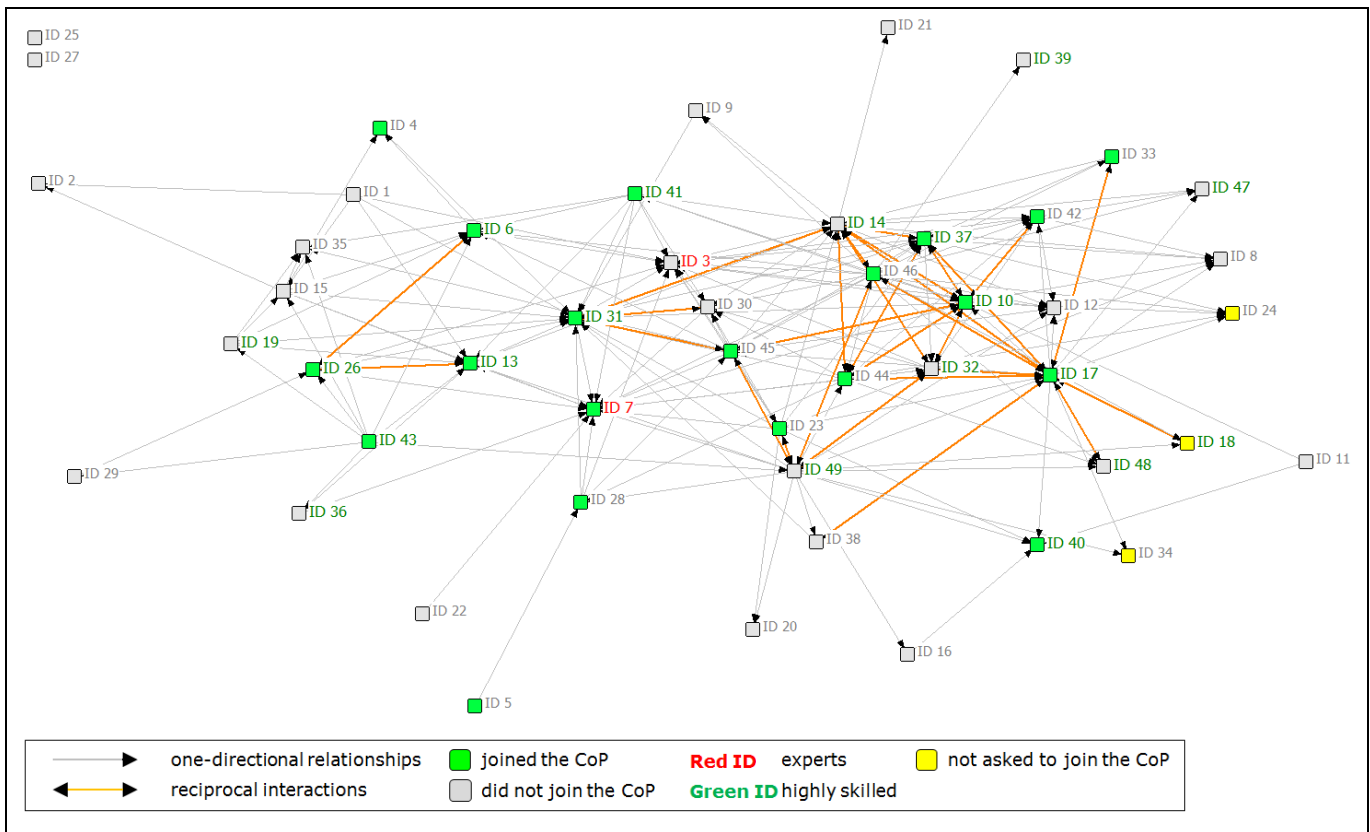 ID 25
ID 27
ID 21
ID 39
ID 9
ID 4
ID 33
ID 2
ID 1
ID 41
ID 47
ID 6
ID 14
ID 42
ID 37
ID 35
ID 3
ID 46
ID 8
ID 15
ID 30
ID 10
ID 12
ID 24
ID 31
ID 19
ID 45
ID 13
ID 26
ID 44
ID 32
ID 17
ID 7
ID 23
ID 43
ID 18
ID 29
ID 49
ID 48
ID 11
ID 28
ID 36
ID 38
ID 40
ID 34
ID 22
ID 20
ID 16
ID 5
one-directional relationships
joined the CoP
Red ID experts
not asked to join the CoP
reciprocal interactions
did not join the CoP
Green ID highly skilled